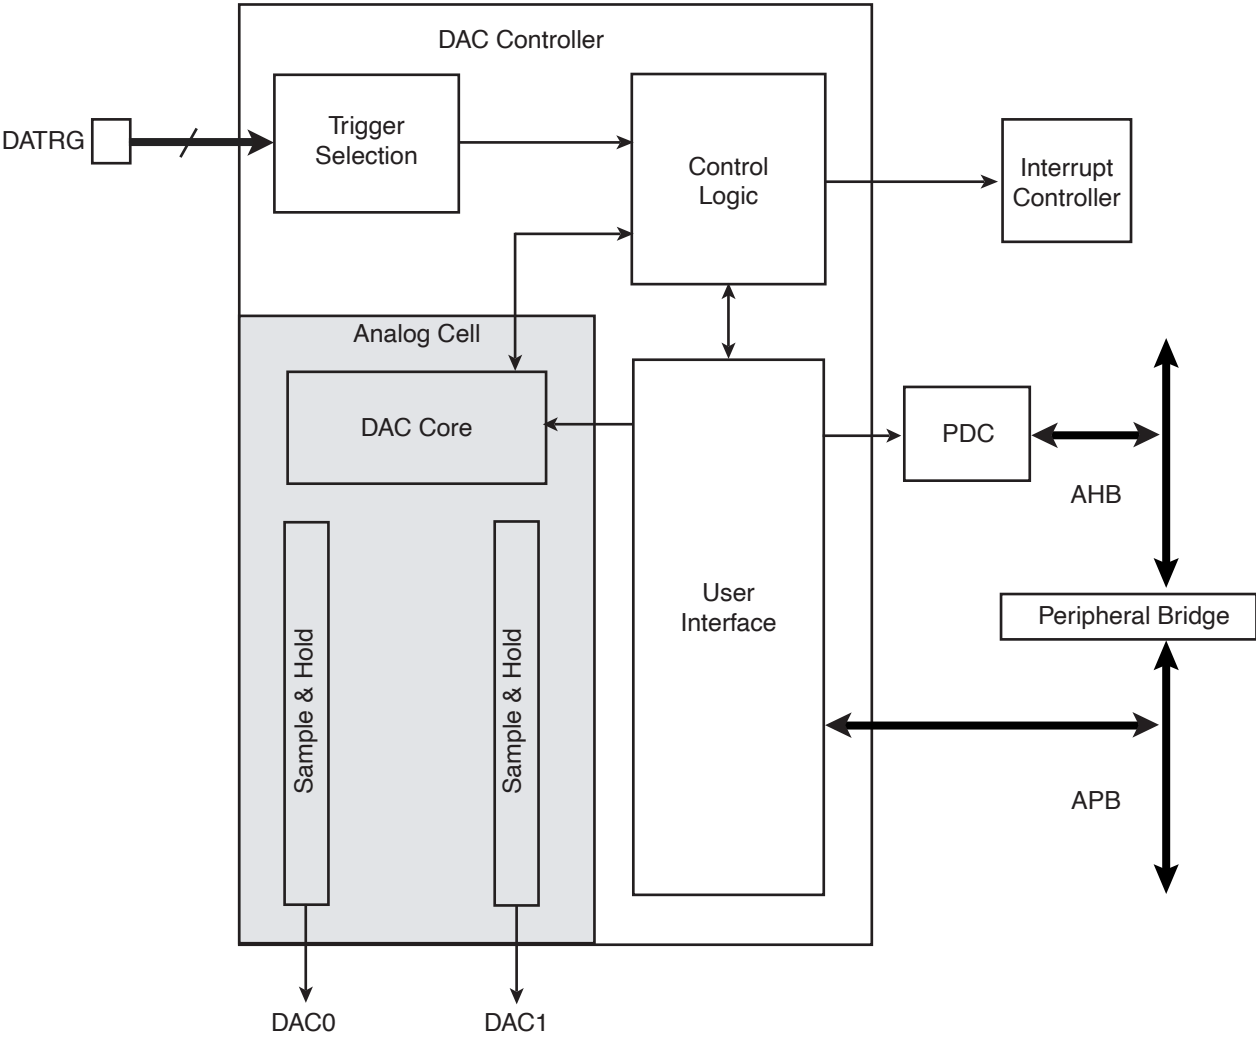 DAC Controller
DATRG
Trigger
Selection
Control
Logic
Interrupt
Controller
Analog Cell
DAC Core
PDC
AHB
User
Interface
Peripheral Bridge
Sample & Hold
Sample & Hold
APB
DAC0
DAC1